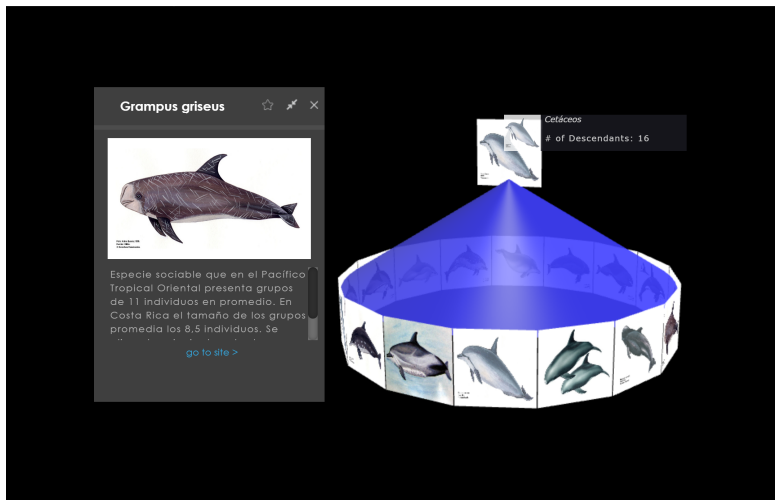 Grampus griseus
Especie sociable que en el Pacífico
Tropical Oriental presenta grupos
de 11 individuos en promedio. En
Costa Rica el tamaño de los grupos
promedia los 8,5 individuos. Se
go to site >
Cetáceos
# of Descendants: 16